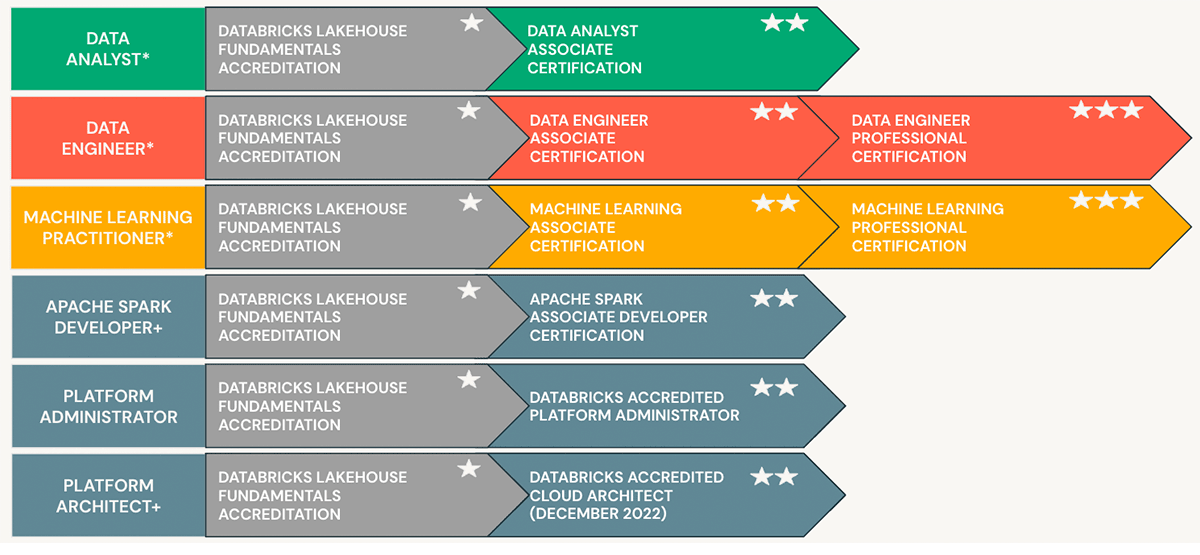 DATA
ANALYST*
DATABRICKS LAKEHOUSE
FUNDAMENTALS
ACCREDITATION
DATA ANALYST
ASSOCIATE
CERTIFICATION
DATA
ENGINEER*
DATABRICKS LAKEHOUSE
FUNDAMENTALS
ACCREDITATION
DATA ENGINEER
ASSOCIATE
CERTIFICATION
DATA ENGINEER
PROFESSIONAL
CERTIFICATION
MACHINE LEARNING
PRACTITIONER*
DATABRICKS LAKEHOUSE
FUNDAMENTALS
ACCREDITATION
MACHINE LEARNING
ASSOCIATE
CERTIFICATION
MACHINE LEARNING
PROFESSIONAL
CERTIFICATION
APACHE SPARK
DEVELOPER+
DATABRICKS LAKEHOUSE
FUNDAMENTALS
ACCREDITATION
APACHE SPARK
ASSOCIATE DEVELOPER
CERTIFICATION
PLATFORM
ADMINISTRATOR
DATABRICKS LAKEHOUSE
FUNDAMENTALS
ACCREDITATION
DATABRICKS ACCREDITED
PLATFORM ADMINISTRATOR
PLATFORM
ARCHITECT+
DATABRICKS LAKEHOUSE
FUNDAMENTALS
ACCREDITATION
DATABRICKS ACCREDITED
CLOUD ARCHITECT
(DECEMBER 2022)